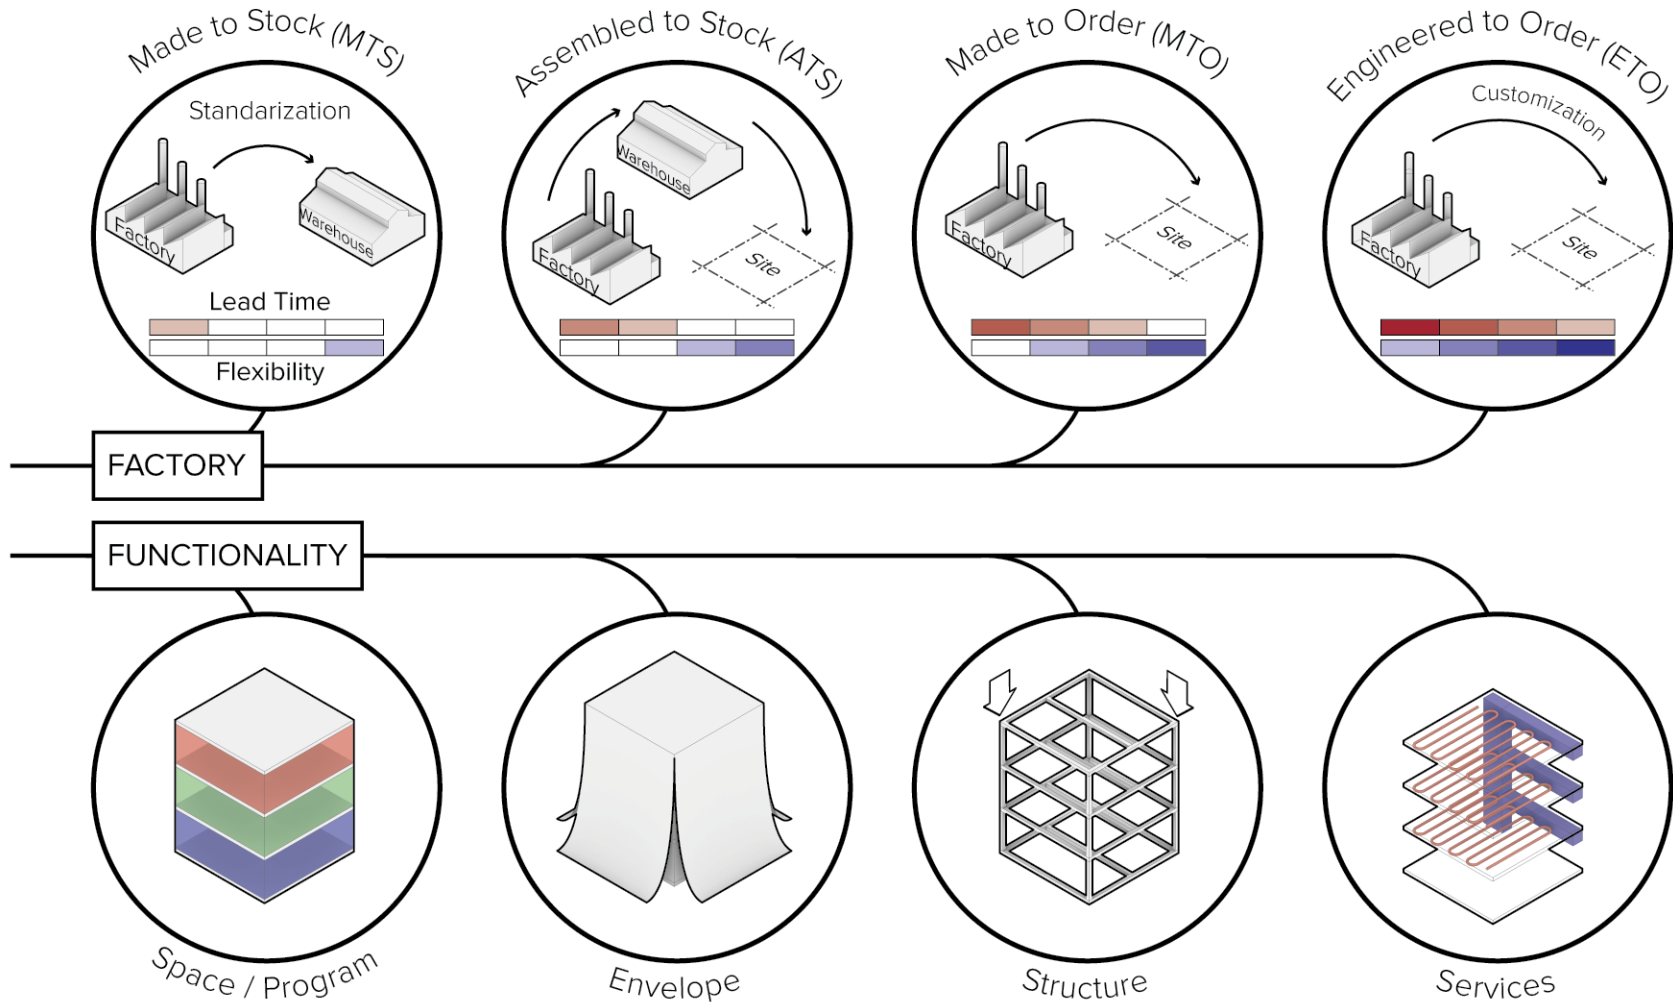 Made to Stock (MTS)
Standarization
Factory
Warehouse
Lead Time
Flexibility
Assembled to Stock (ATS)
Warehouse
Factory
Site
Made to Order (MTO)
Factory
Site
Engineered to Order (ETO)
Customization
Factory
Site
FACTORY
FUNCTIONALITY
Space / Program
Envelope
Structure
Services